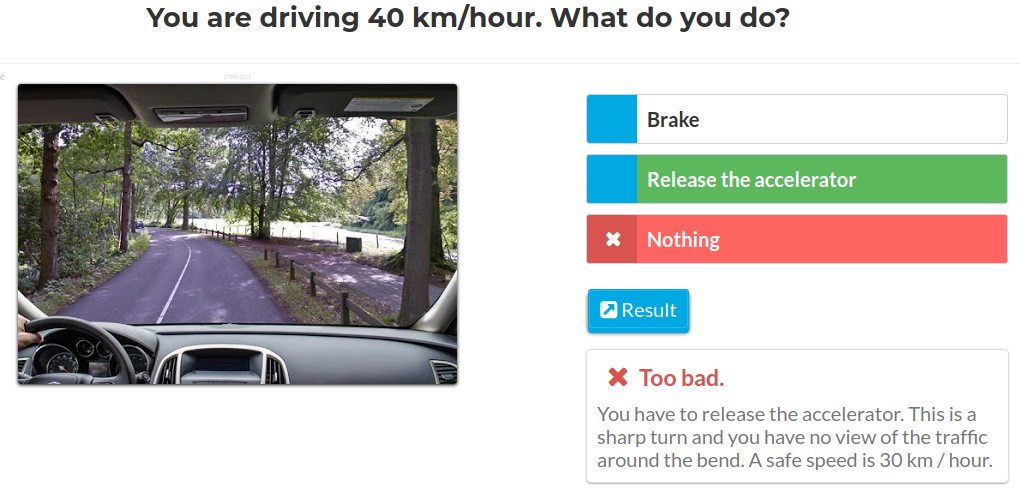 You are driving 40 km/hour. What do you do?
Brake
Release the accelerator
Nothing
Result
Too bad.
You have to release the accelerator. This is a
sharp turn and you have no view of the traffic
around the bend. A safe speed is 30 km / hour.